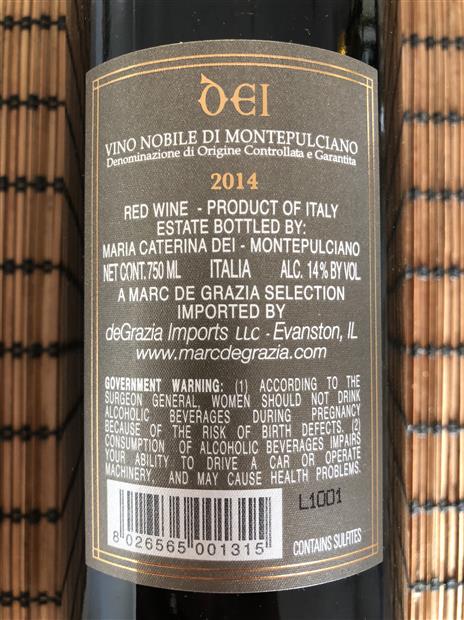 DEI
VINO NOBILE DI MONTEPULCIANO
Denominazione di Origine Controllata e Garantita
2014
RED WINE - PRODUCT OF ITALY
ESTATE BOTTLED BY:
MARIA CATERINA DEI - MONTEPULCIANO
NET CONT. 750 ML ITALIA ALC. 14% BY VOL
A MARC DE GRAZIA SELECTION
IMPORTED BY
deGrazia Imports LLC - Evanston, IL
www.marcdegrazia.com
GOVERNMENT WARNING: (1) ACCORDING TO THE
SURGEON GENERAL, WOMEN SHOULD NOT DRINK
ALCOHOLIC BEVERAGES DURING PREGNANCY
BECAUSE OF THE RISK OF BIRTH DEFECTS. (2)
CONSUMPTION OF ALCOHOLIC BEVERAGES IMPAIRS
YOUR ABILITY TO DRIVE A CAR OR OPERATE
MACHINERY, AND MAY CAUSE HEALTH PROBLEMS.
L1001
8 026565 001315
CONTAINS SULFITES